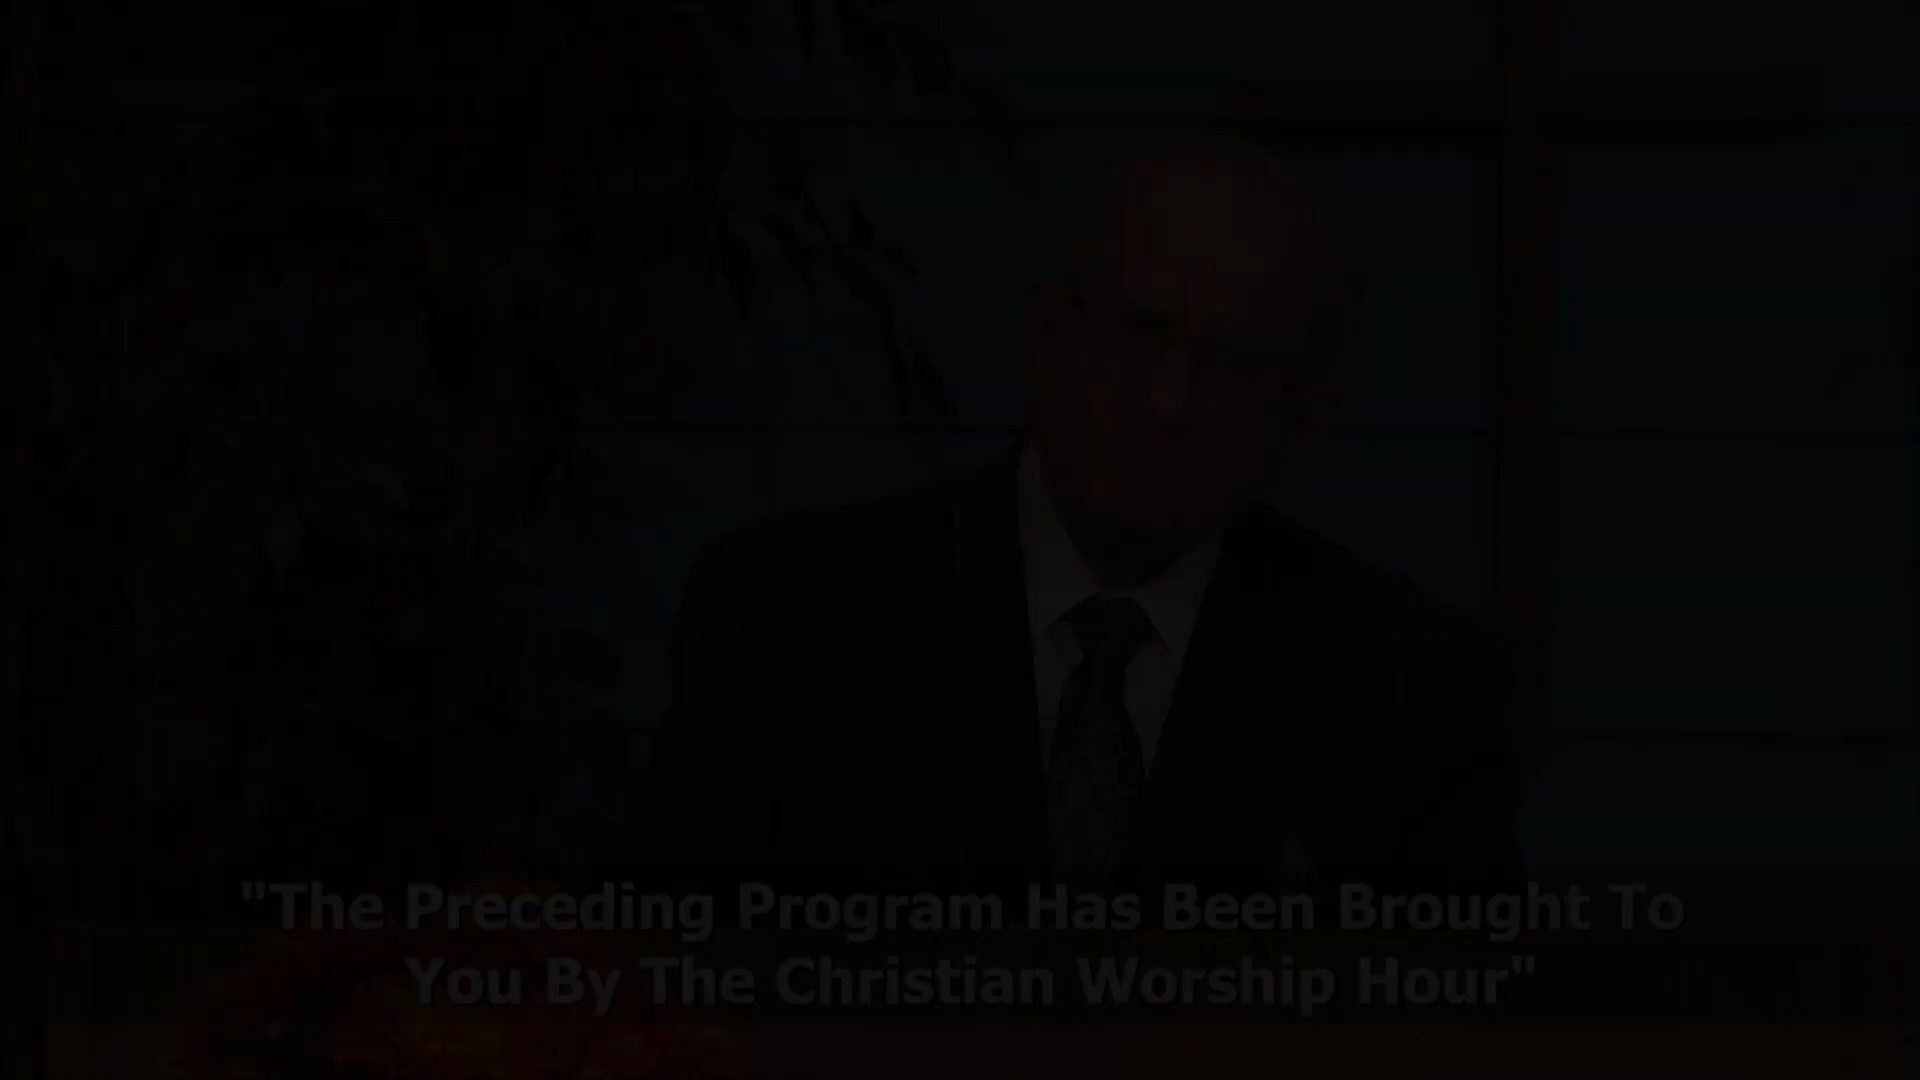 "The Preceding Program Has Been Brought To
You By The Christian Worship Hour"